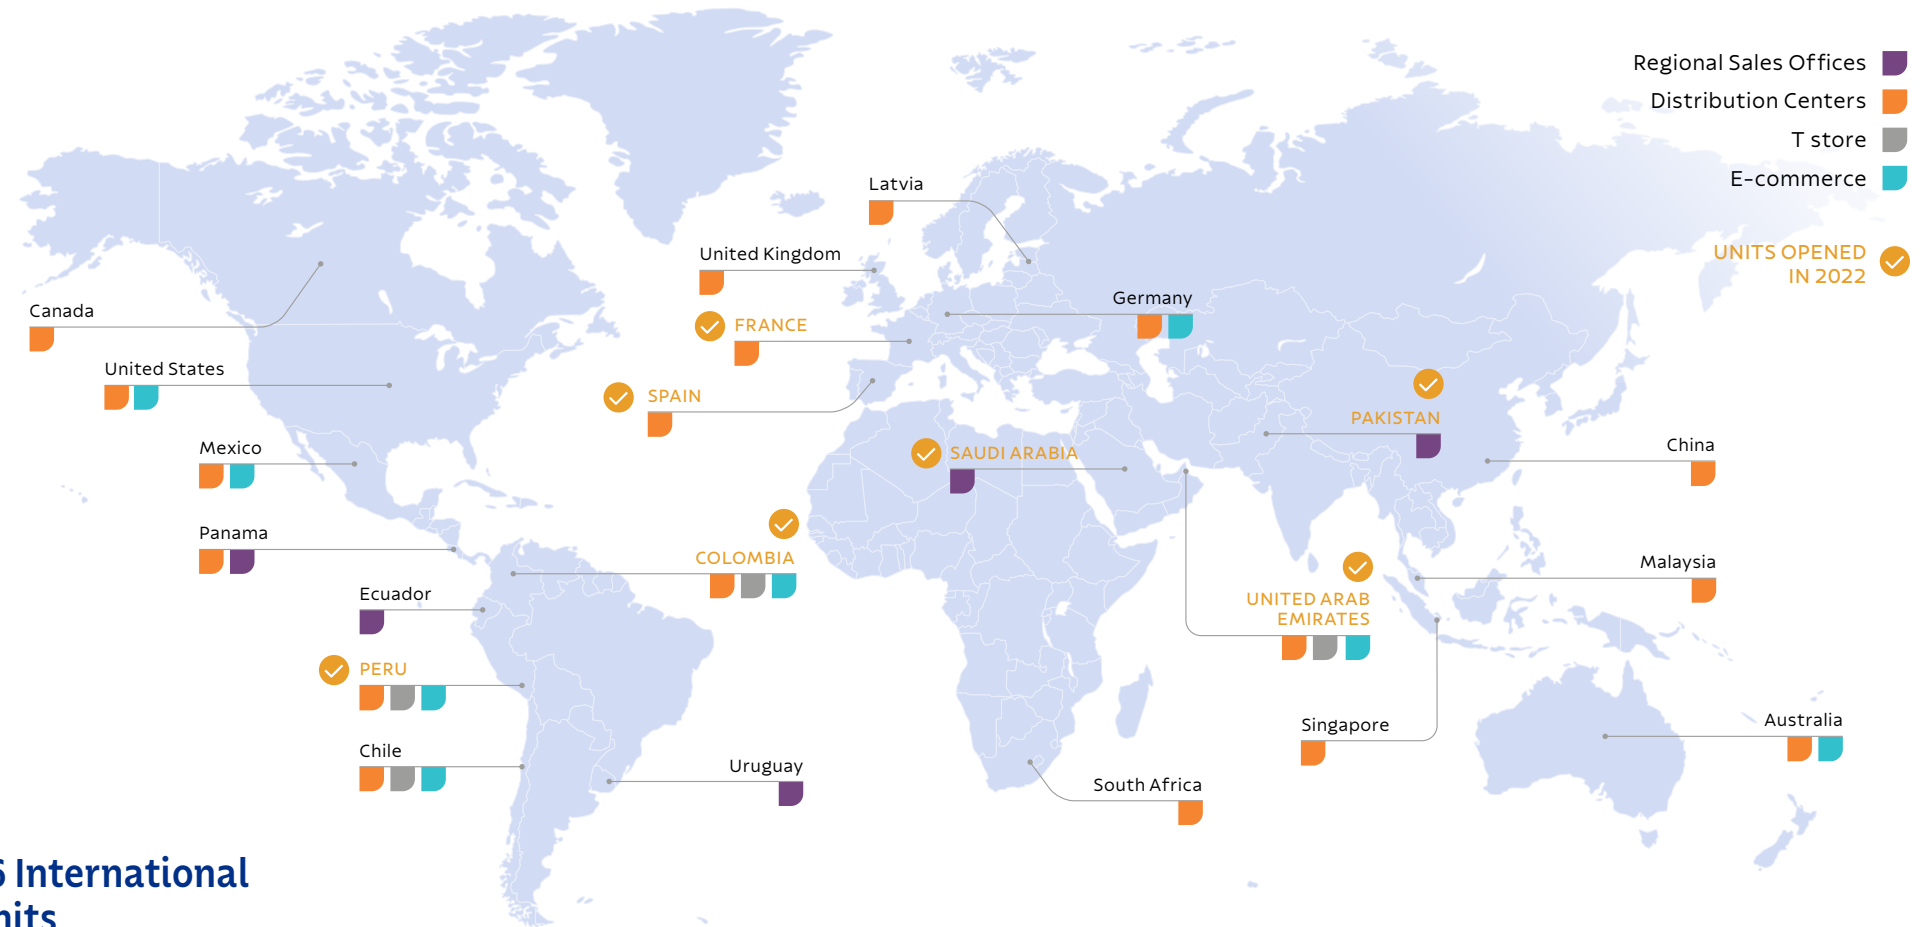 Regional Sales Offices
Distribution Centers
T store
E-commerce
UNITS OPENED
IN 2022
Latvia
United Kingdom
Germany
Canada
FRANCE
United States
SPAIN
PAKISTAN
Mexico
SAUDI ARABIA
China
Panama
COLOMBIA
Malaysia
Ecuador
UNITED ARAB
EMIRATES
PERU
Singapore
Australia
Chile
Uruguay
South Africa
International